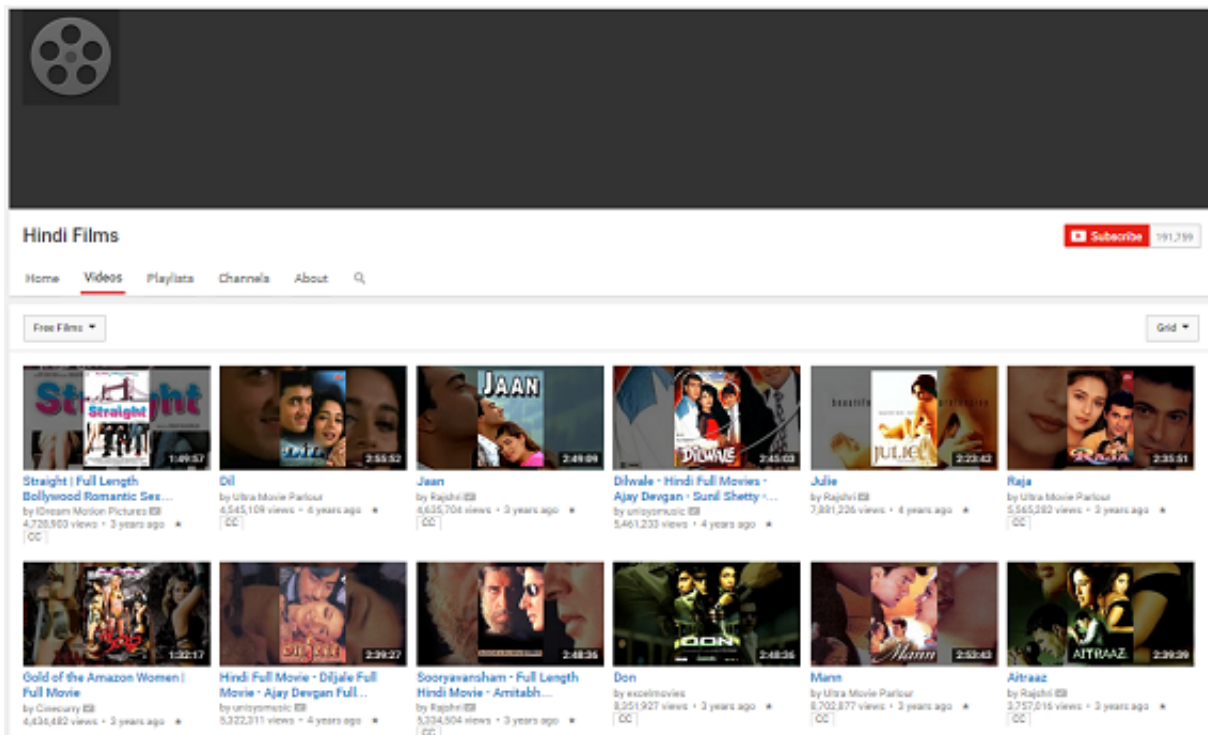 Hindi Films
Subscribe 191,759
Home Videos Playlists Channels About
Free Films
Grid
Straight
1:49:57
2:55:52
JAAN
2:49:09
DILWALE
2:45:03
JULIE
2:23:42
2:35:51
Straight | Full Length
Bollywood Romantic Sex...
by iDream Motion Pictures
4,728,903 views • 3 years ago
CC
Dil
by Ultra Movie Parlour
4,545,109 views • 4 years ago
CC
Jaan
by Rajshri
4,635,704 views • 3 years ago
CC
Dilwale - Hindi Full Movies -
Ajay Devgan - Sunil Shetty -...
by unisysmusic
5,461,233 views • 4 years ago
Julie
by Rajshri
7,881,226 views • 4 years ago
Raja
by Ultra Movie Parlour
5,565,282 views • 3 years ago
CC
1:32:17
DILJALE
2:39:27
2:48:36
DON
2:48:36
Mann
2:53:43
AITRAAZ
2:39:39
Gold of the Amazon Women |
Full Movie
by Cinecurry
4,434,482 views • 3 years ago
Hindi Full Movie - Diljale Full
Movie - Ajay Devgan Full...
by unisysmusic
5,322,311 views • 4 years ago
Sooryavansham - Full Length
Hindi Movie - Amitabh...
by Rajshri
5,334,504 views • 3 years ago
CC
Don
by excelmovies
8,351,927 views • 3 years ago
CC
Mann
by Ultra Movie Parlour
8,702,877 views • 3 years ago
CC
Aitraaz
by Rajshri
3,757,016 views • 3 years ago
CC